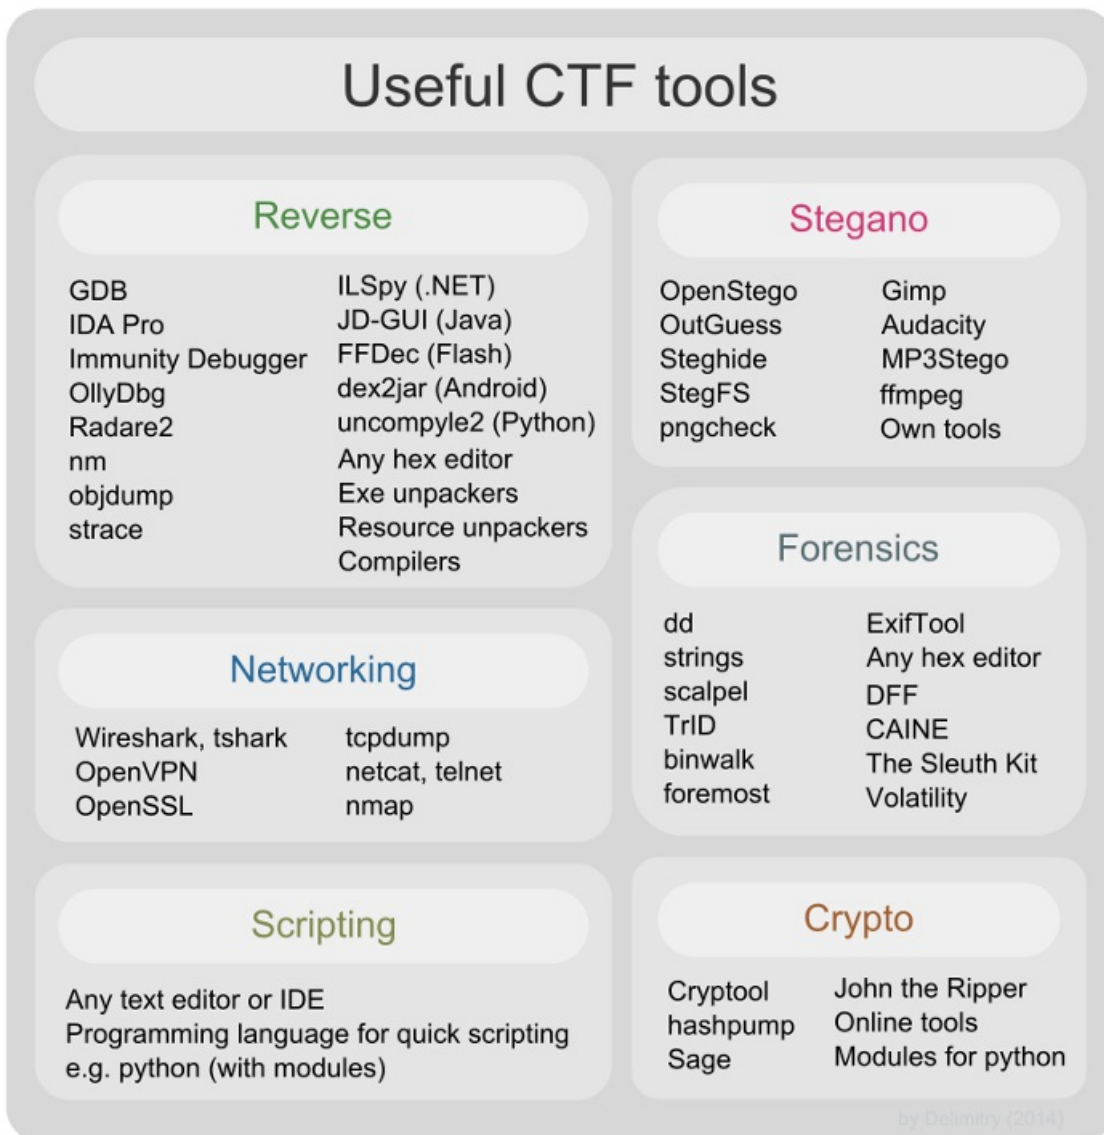 Useful CTF tools
Reverse
GDB
IDA Pro
Immunity Debugger
OllyDbg
Radare2
nm
objdump
strace
ILSpy (.NET)
JD-GUI (Java)
FFDec (Flash)
dex2jar (Android)
uncompyle2 (Python)
Any hex editor
Exe unpackers
Resource unpackers
Compilers
Stegano
OpenStego
OutGuess
Steghide
StegFS
pngcheck
Gimp
Audacity
MP3Stego
ffmpeg
Own tools
Networking
Wireshark, tshark
OpenVPN
OpenSSL
tcpdump
netcat, telnet
nmap
Forensics
dd
strings
scalpel
TrID
binwalk
foremost
ExifTool
Any hex editor
DFF
CAINE
The Sleuth Kit
Volatility
Scripting
Any text editor or IDE
Programming language for quick scripting
e.g. python (with modules)
Crypto
Cryptool
hashpump
Sage
John the Ripper
Online tools
Modules for python
by Delimitry (2014)